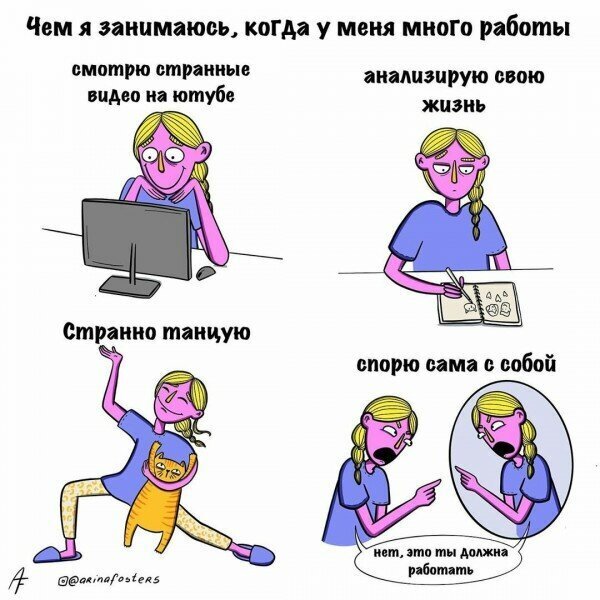 Чем я занимаюсь, когда у меня много работы
смотрю странные
видео на ютубе
анализирую свою
жизнь
Странно танцую
спорю сама с собой
нет, это ты должна
работать
AF @@arinafosters